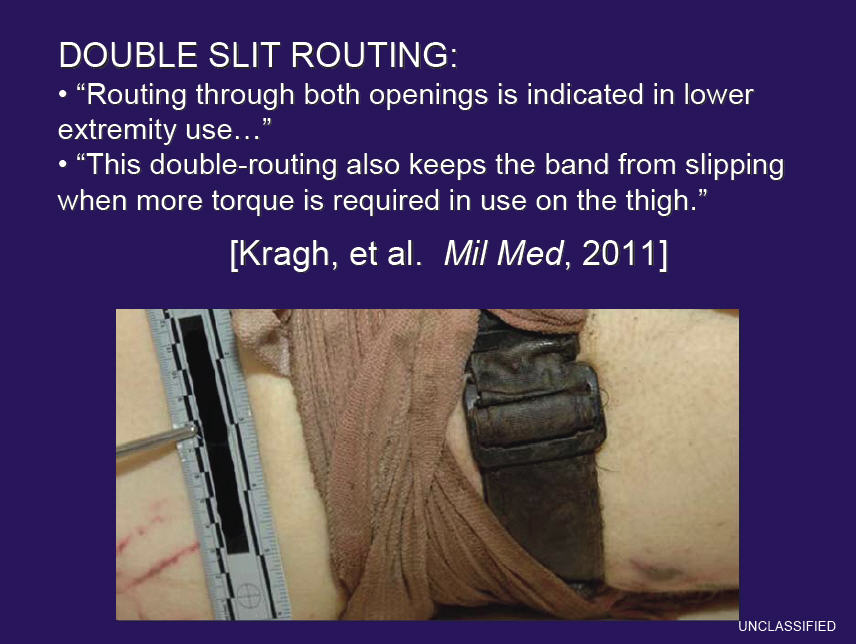 DOUBLE SLIT ROUTING:
• “Routing through both openings is indicated in lower
extremity use…”
• “This double-routing also keeps the band from slipping
when more torque is required in use on the thigh.”
[Kragh, et al.  Mil Med, 2011]
UNCLASSIFIED